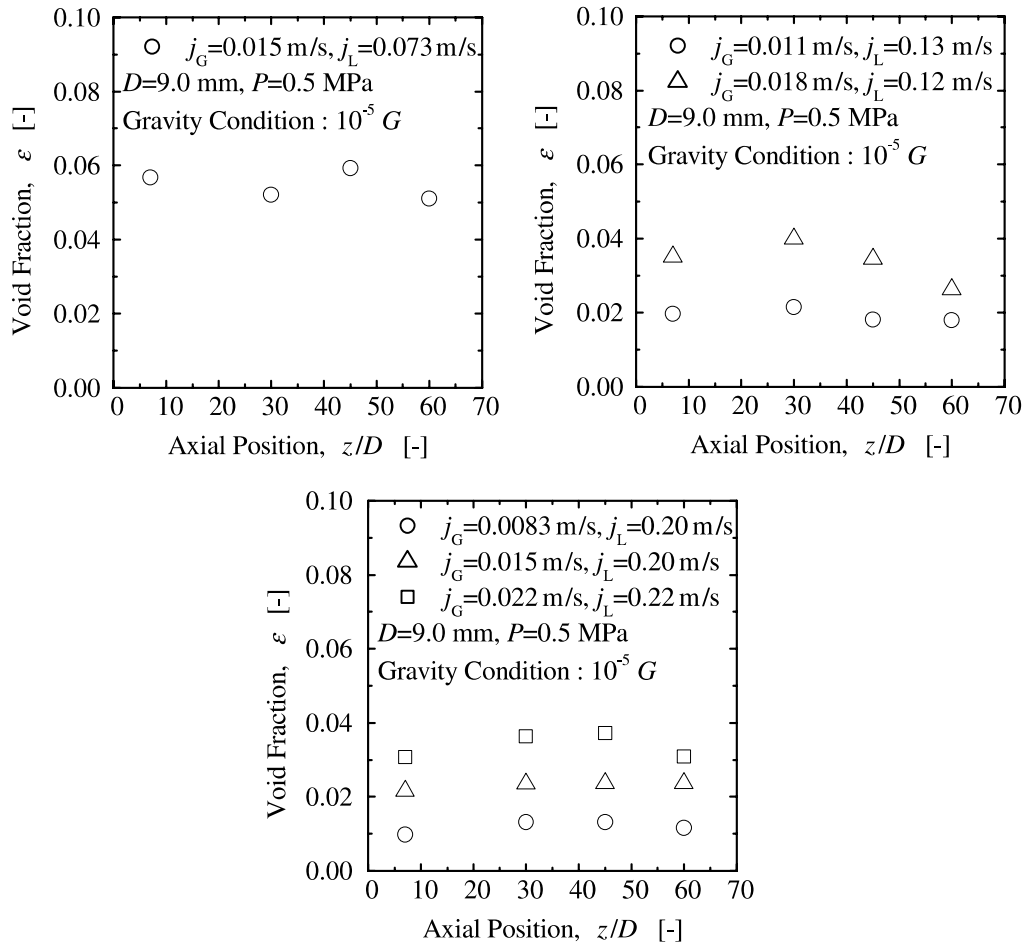 0.10
0.08
0.06
0.04
0.02
0.00
Void Fraction, ε [-]
○ j_G=0.015 m/s, j_L=0.073 m/s
D=9.0 mm, P=0.5 MPa
Gravity Condition : 10^-5 G
0 10 20 30 40 50 60 70
Axial Position, z/D [-]
0.10
0.08
0.06
0.04
0.02
0.00
Void Fraction, ε [-]
○ j_G=0.011 m/s, j_L=0.13 m/s
△ j_G=0.018 m/s, j_L=0.12 m/s
D=9.0 mm, P=0.5 MPa
Gravity Condition : 10^-5 G
0 10 20 30 40 50 60 70
Axial Position, z/D [-]
0.10
0.08
0.06
0.04
0.02
0.00
Void Fraction, ε [-]
○ j_G=0.0083 m/s, j_L=0.20 m/s
△ j_G=0.015 m/s, j_L=0.20 m/s
□ j_G=0.022 m/s, j_L=0.22 m/s
D=9.0 mm, P=0.5 MPa
Gravity Condition : 10^-5 G
0 10 20 30 40 50 60 70
Axial Position, z/D [-]